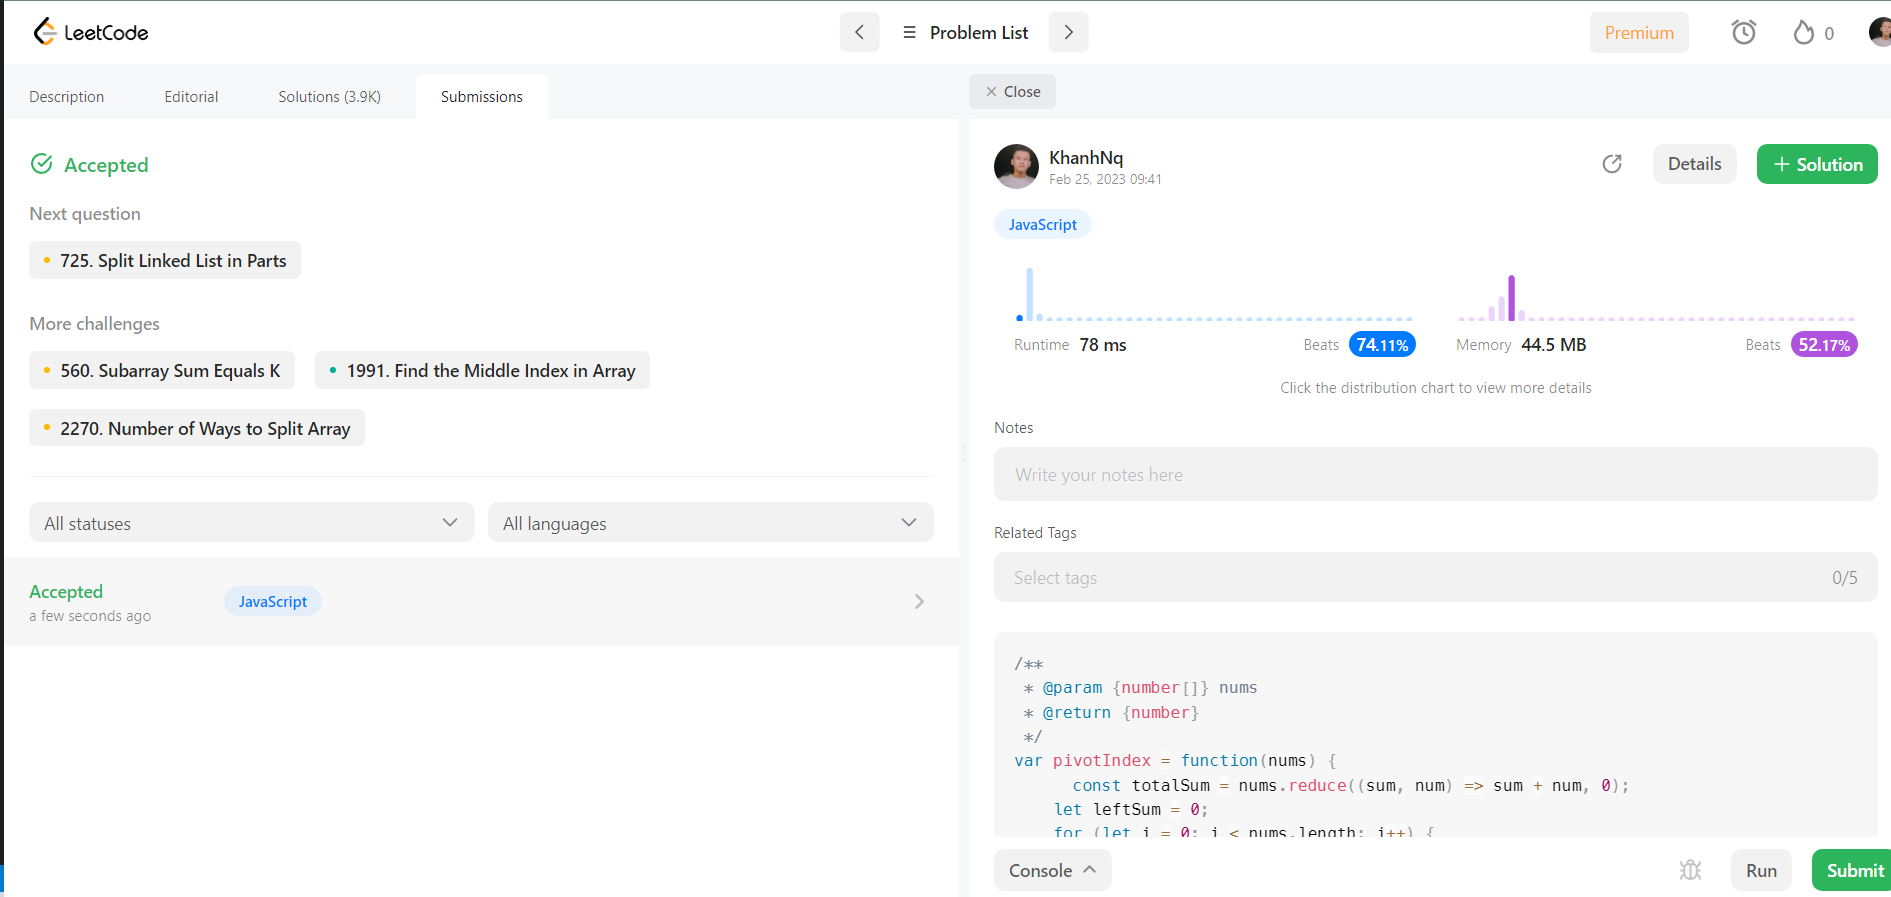 LeetCode
Problem List
Premium
0
Description
Editorial
Solutions (3.9K)
Submissions
Accepted
Next question
725. Split Linked List in Parts
More challenges
560. Subarray Sum Equals K
1991. Find the Middle Index in Array
2270. Number of Ways to Split Array
All statuses
All languages
Accepted
a few seconds ago
JavaScript
Close
KhanhNq
Feb 25, 2023 09:41
Details
+ Solution
JavaScript
Runtime 78 ms
Beats 74.11%
Memory 44.5 MB
Beats 52.17%
Click the distribution chart to view more details
Notes
Write your notes here
Related Tags
Select tags
0/5
/**
 * @param {number[]} nums
 * @return {number}
 */
var pivotIndex = function(nums) {
      const totalSum = nums.reduce((sum, num) => sum + num, 0);
    let leftSum = 0;
    for (let i = 0; i < nums.length; i++) {
Console
Run
Submit